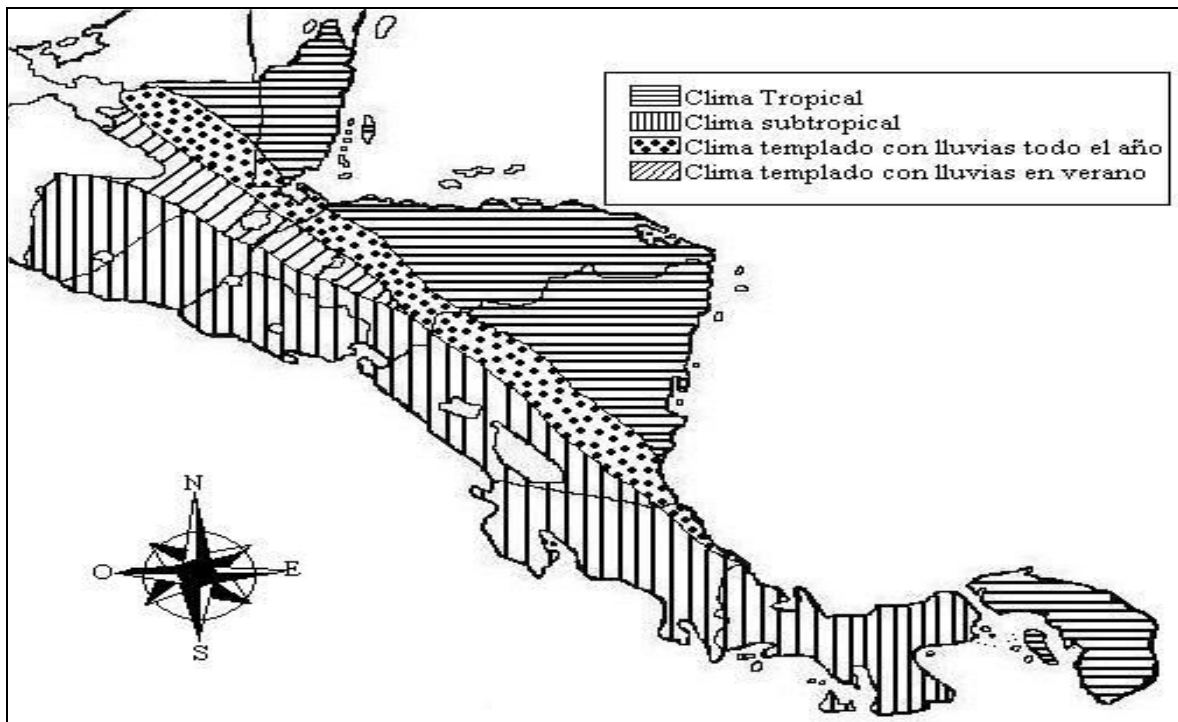 Clima Tropical
Clima subtropical
Clima templado con lluvias todo el año
Clima templado con lluvias en verano
N
O
E
S